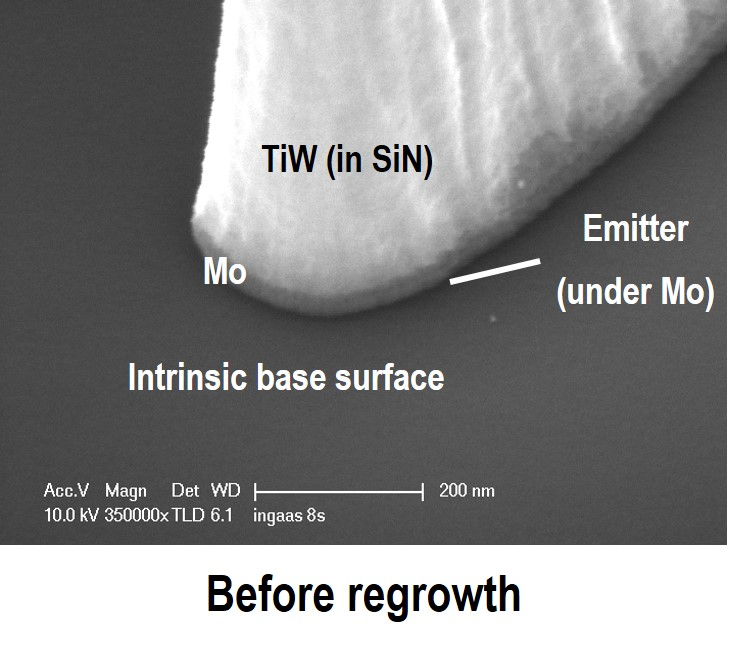 TiW (in SiN)
Emitter
Mo
(under Mo)
Intrinsic base surface
Acc.V Magn Det WD 200 nm
10.0 kV 350000x TLD 6.1 ingaas 8s
Before regrowth